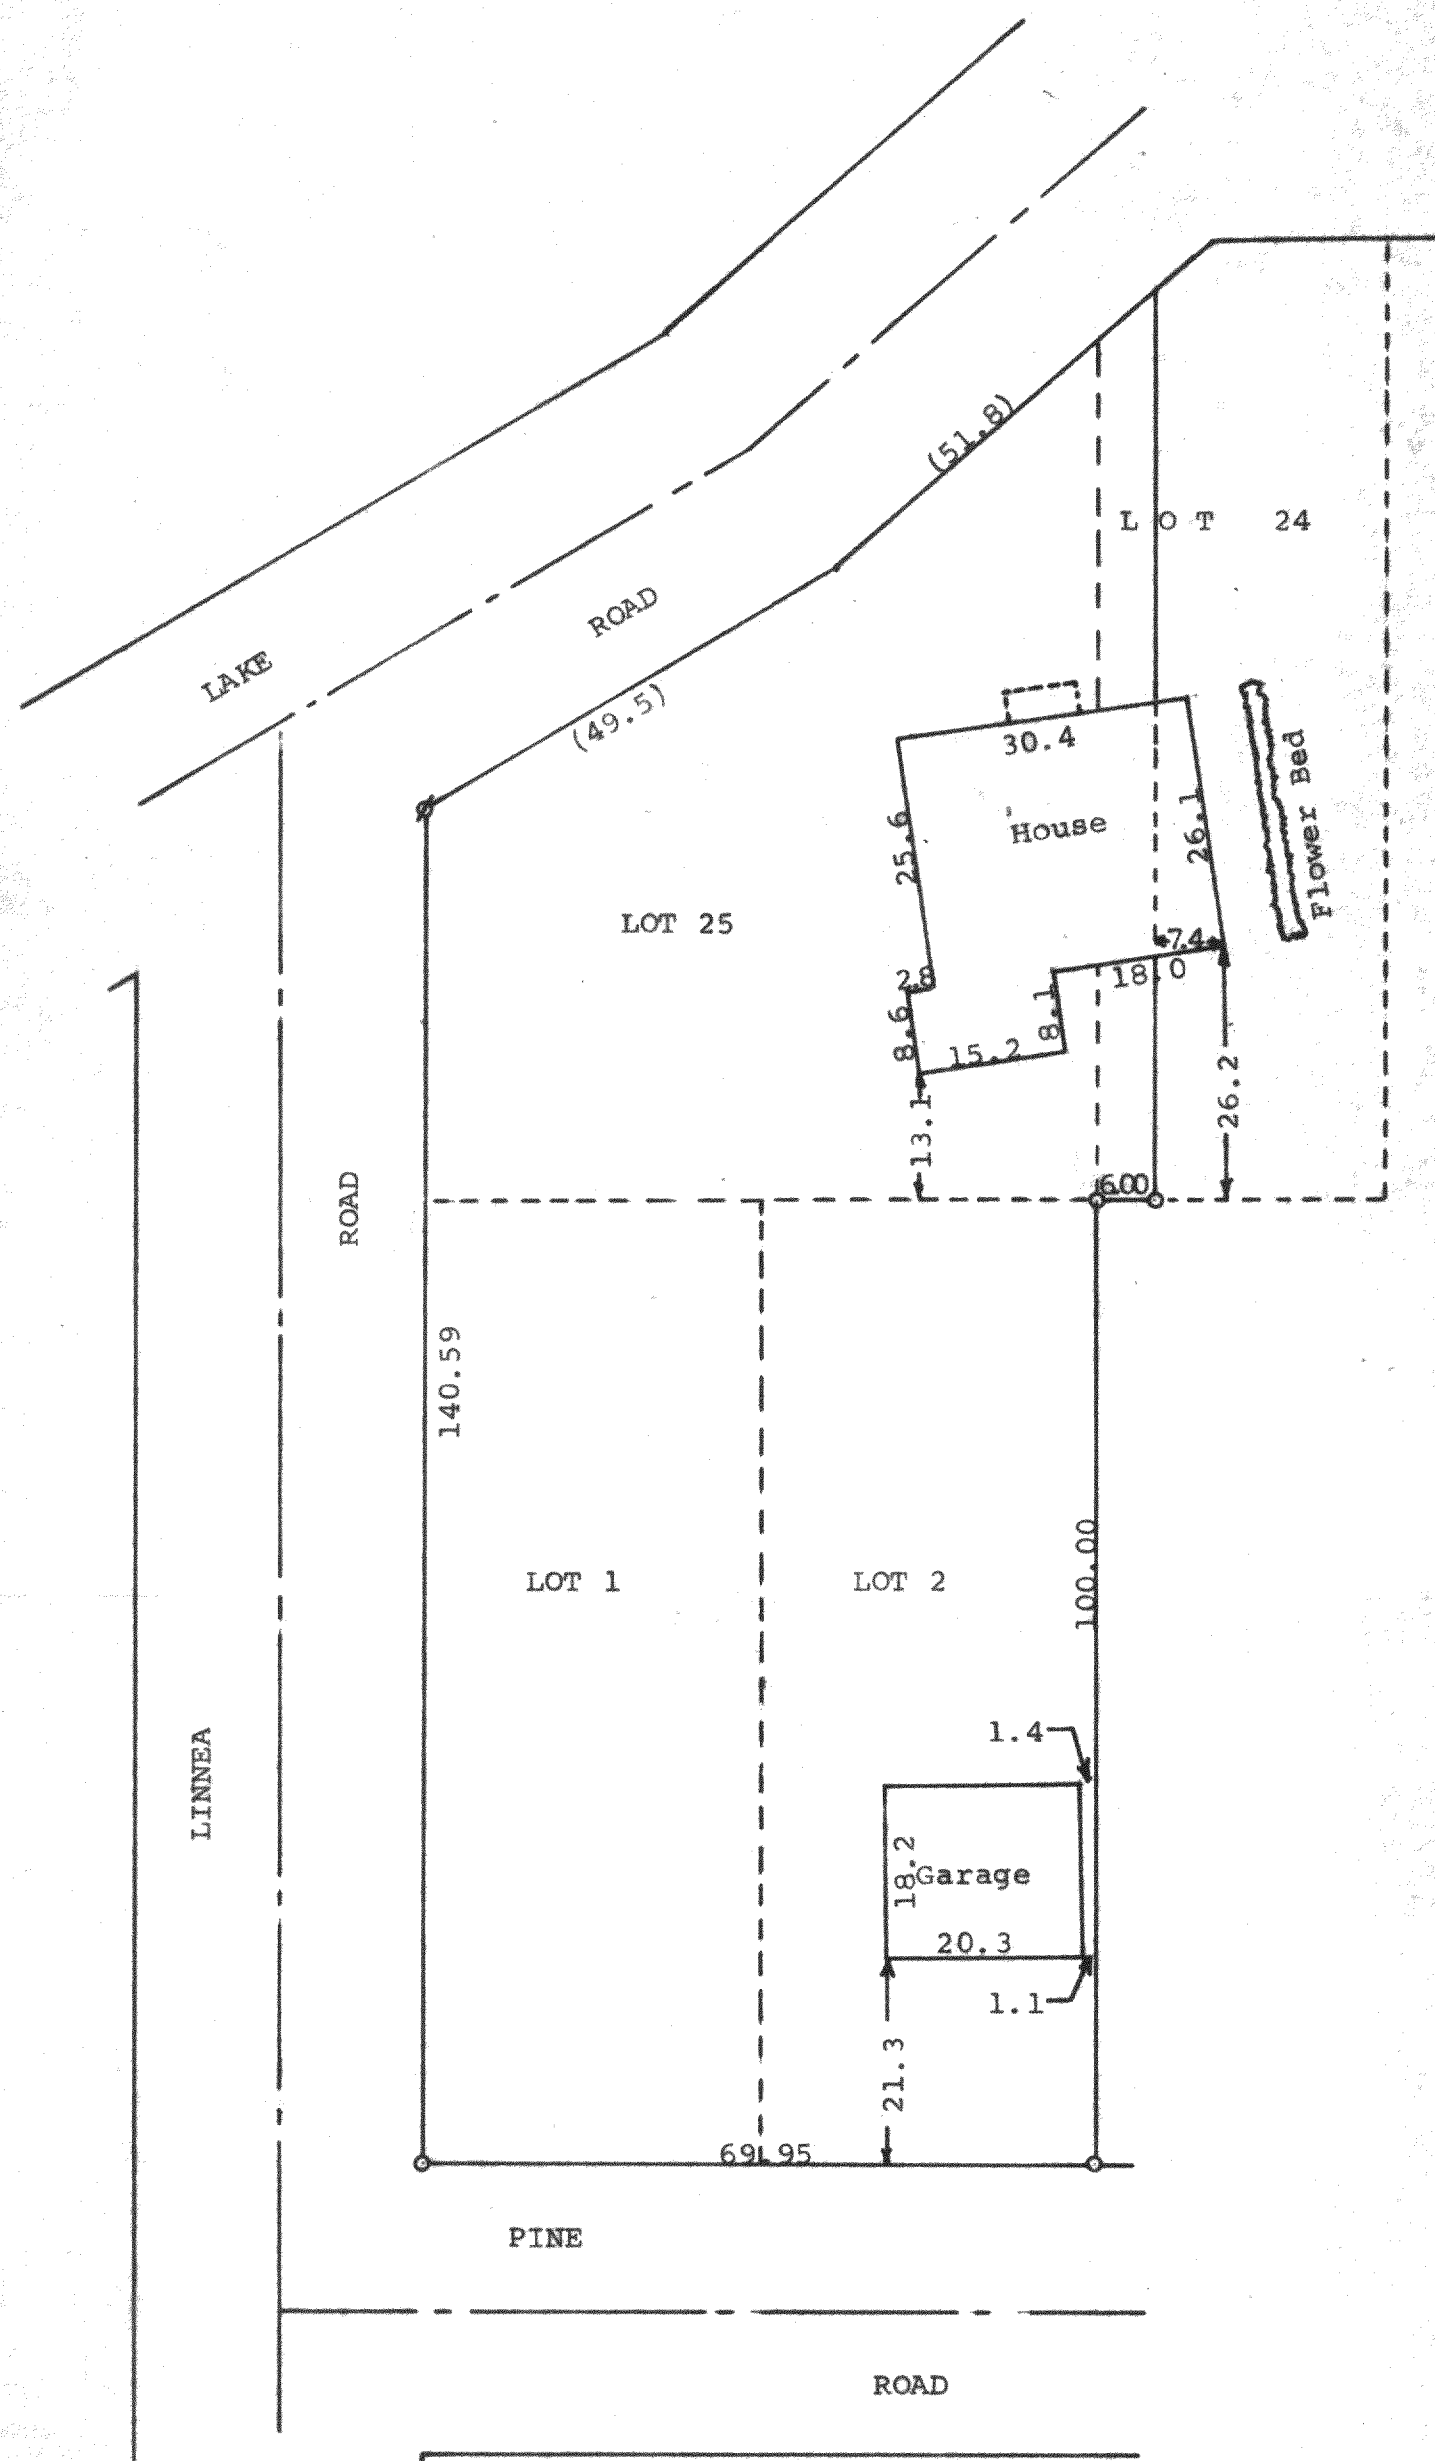 (51.8)
L O T 24
ROAD
LAKE
(49.5)
30.4
House
25.6
26.1
Flower Bed
LOT 25
7.4
18.0
2.8
8.6
8.1
15.2
13.1
26.2
6.00
ROAD
140.59
100.00
LOT 1
LOT 2
LINNEA
1.4
18.2
Garage
20.3
1.1
21.3
69.95
PINE
ROAD